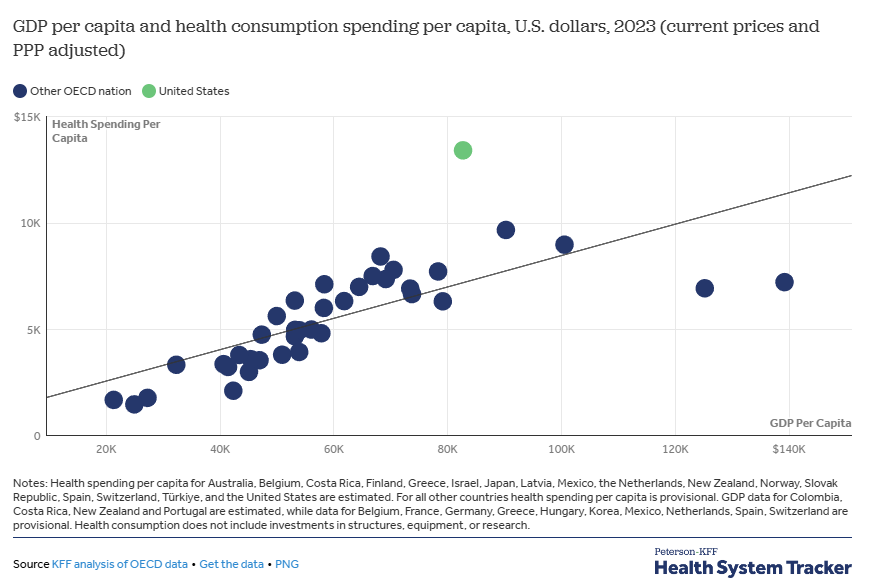 GDP per capita and health consumption spending per capita, U.S. dollars, 2023 (current prices and
PPP adjusted)
Other OECD nation
United States
$15K
Health Spending Per
Capita
10K
5K
0
GDP Per Capita
20K
40K
60K
80K
100K
120K
$140K
Notes: Health spending per capita for Australia, Belgium, Costa Rica, Finland, Greece, Israel, Japan, Latvia, Mexico, the Netherlands, New Zealand, Norway, Slovak
Republic, Spain, Switzerland, Türkiye, and the United States are estimated. For all other countries health spending per capita is provisional. GDP data for Colombia,
Costa Rica, New Zealand and Portugal are estimated, while data for Belgium, France, Germany, Greece, Hungary, Korea, Mexico, Netherlands, Spain, Switzerland are
provisional. Health consumption does not include investments in structures, equipment, or research.
Source KFF analysis of OECD data • Get the data • PNG
Peterson-KFF
Health System Tracker